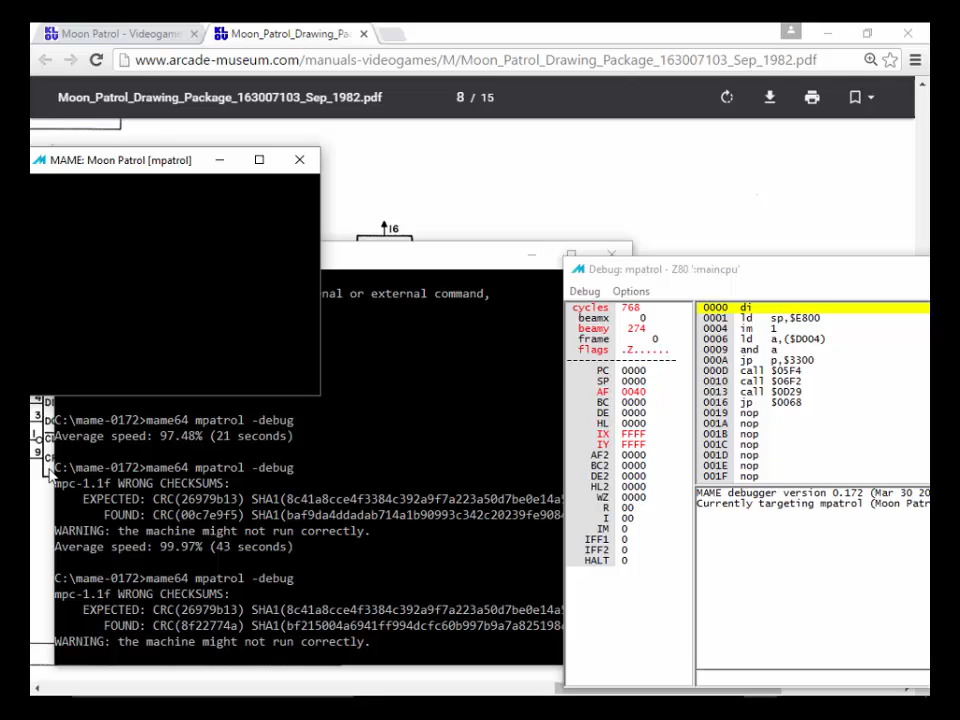 Moon Patrol - Videogame
Moon_Patrol_Drawing_Pa
www.arcade-museum.com/manuals-videogames/M/Moon_Patrol_Drawing_Package_163007103_Sep_1982.pdf
Moon_Patrol_Drawing_Package_163007103_Sep_1982.pdf
8 / 15
MAME: Moon Patrol [mpatrol]
16
nal or external command,
C:\mame-0172>mame64 mpatrol -debug
Average speed: 97.48% (21 seconds)
C:\mame-0172>mame64 mpatrol -debug
mpc-1.1f WRONG CHECKSUMS:
EXPECTED: CRC(26979b13) SHA1(8c41a8cce4f3384c392a9f7a223a50d7be0e14a5
FOUND: CRC(00c7e9f5) SHA1(baf9da4ddadab714a1b90993c342c20239fe908
WARNING: the machine might not run correctly.
Average speed: 99.97% (43 seconds)
C:\mame-0172>mame64 mpatrol -debug
mpc-1.1f WRONG CHECKSUMS:
EXPECTED: CRC(26979b13) SHA1(8c41a8cce4f3384c392a9f7a223a50d7be0e14a5
FOUND: CRC(8f22774a) SHA1(bf215004a6941ff994dcfc60b997b9a7a825198
WARNING: the machine might not run correctly.
3
9
Debug: mpatrol - Z80 ':maincpu'
Debug Options
cycles 768
beamx 0
beamy 274
frame 0
flags .Z......
PC 0000
SP 0000
AF 0040
BC 0000
DE 0000
HL 0000
IX FFFF
IY FFFF
AF2 0000
BC2 0000
DE2 0000
HL2 0000
WZ 0000
R 00
I 00
IM 0
IFF1 0
IFF2 0
HALT 0
0000 di
0001 ld sp,$E800
0004 im 1
0006 ld a,($D004)
0009 and a
000A jp p,$3300
000D call $05F4
0010 call $06F2
0013 call $0D29
0016 jp $0068
0019 nop
001A nop
001B nop
001C nop
001D nop
001E nop
001F nop
MAME debugger version 0.172 (Mar 30 20
Currently targeting mpatrol (Moon Patr